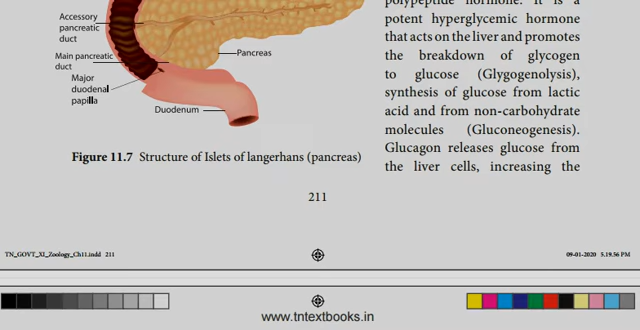 Accessory
pancreatic
duct
Main pancreatic
duct
Major
duodenal
papilla
Pancreas
Duodenum
Figure 11.7 Structure of Islets of langerhans (pancreas)
polypeptide hormone. It is a
potent hyperglycemic hormone
that acts on the liver and promotes
the breakdown of glycogen
to glucose (Glygogenolysis),
synthesis of glucose from lactic
acid and from non-carbohydrate
molecules (Gluconeogenesis).
Glucagon releases glucose from
the liver cells, increasing the
211
TN_GOVT_XI_Zoology_Ch11.indd 211
09-01-2020 5.19.56 PM
www.tntextbooks.in